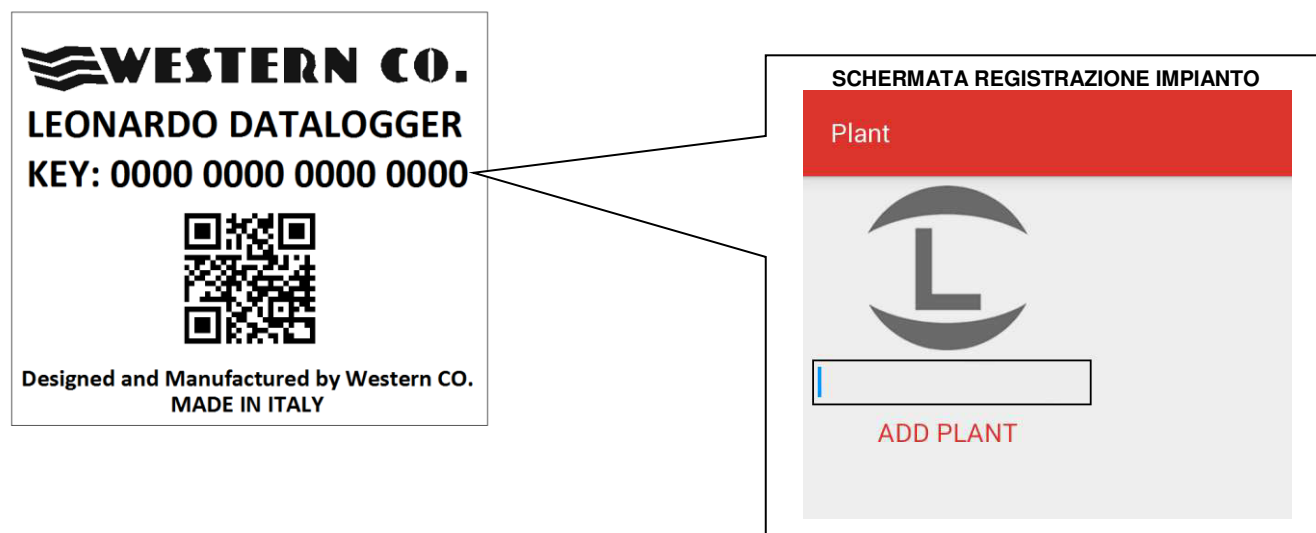 WESTERN CO.
LEONARDO DATALOGGER
KEY: 0000 0000 0000 0000
Designed and Manufactured by Western CO.
MADE IN ITALY
SCHERMATA REGISTRAZIONE IMPIANTO
Plant
L
ADD PLANT